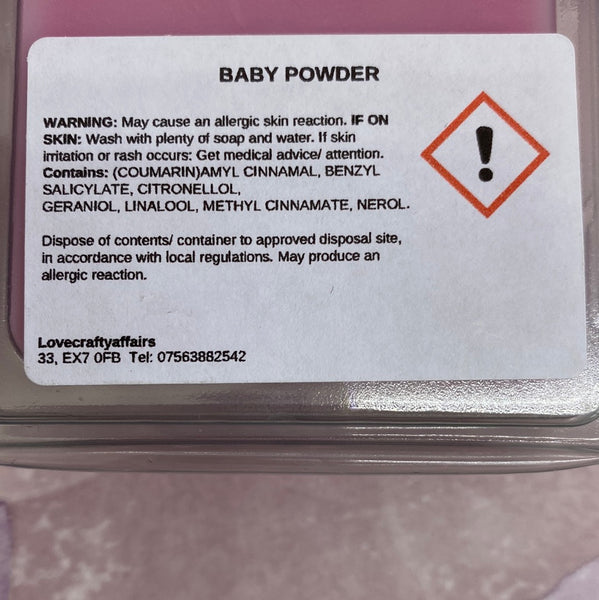 BABY POWDER
WARNING: May cause an allergic skin reaction. IF ON
SKIN: Wash with plenty of soap and water. If skin
irritation or rash occurs: Get medical advice/ attention.
Contains: (COUMARIN)AMYL CINNAMAL, BENZYL
SALICYLATE, CITRONELLOL,
GERANIOL, LINALOOL, METHYL CINNAMATE, NEROL.
Dispose of contents/ container to approved disposal site,
in accordance with local regulations. May produce an
allergic reaction.
Lovecraftyaffairs
33, EX7 0FB Tel: 07563882542